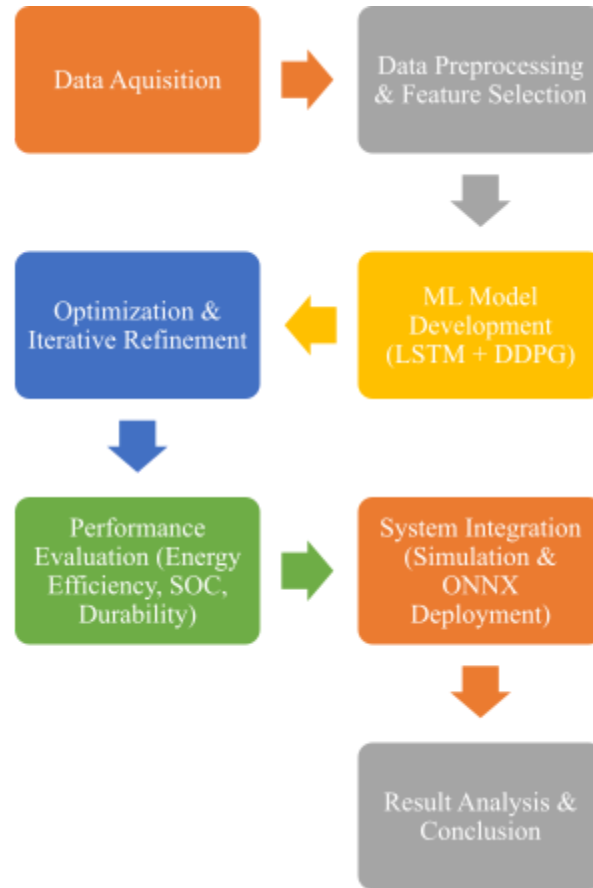 Data Aquisition
Data Preprocessing
& Feature Selection
ML Model
Development
(LSTM + DDPG)
Optimization &
Iterative Refinement
Performance
Evaluation (Energy
Efficiency, SOC,
Durability)
System Integration
(Simulation &
ONNX
Deployment)
Result Analysis &
Conclusion